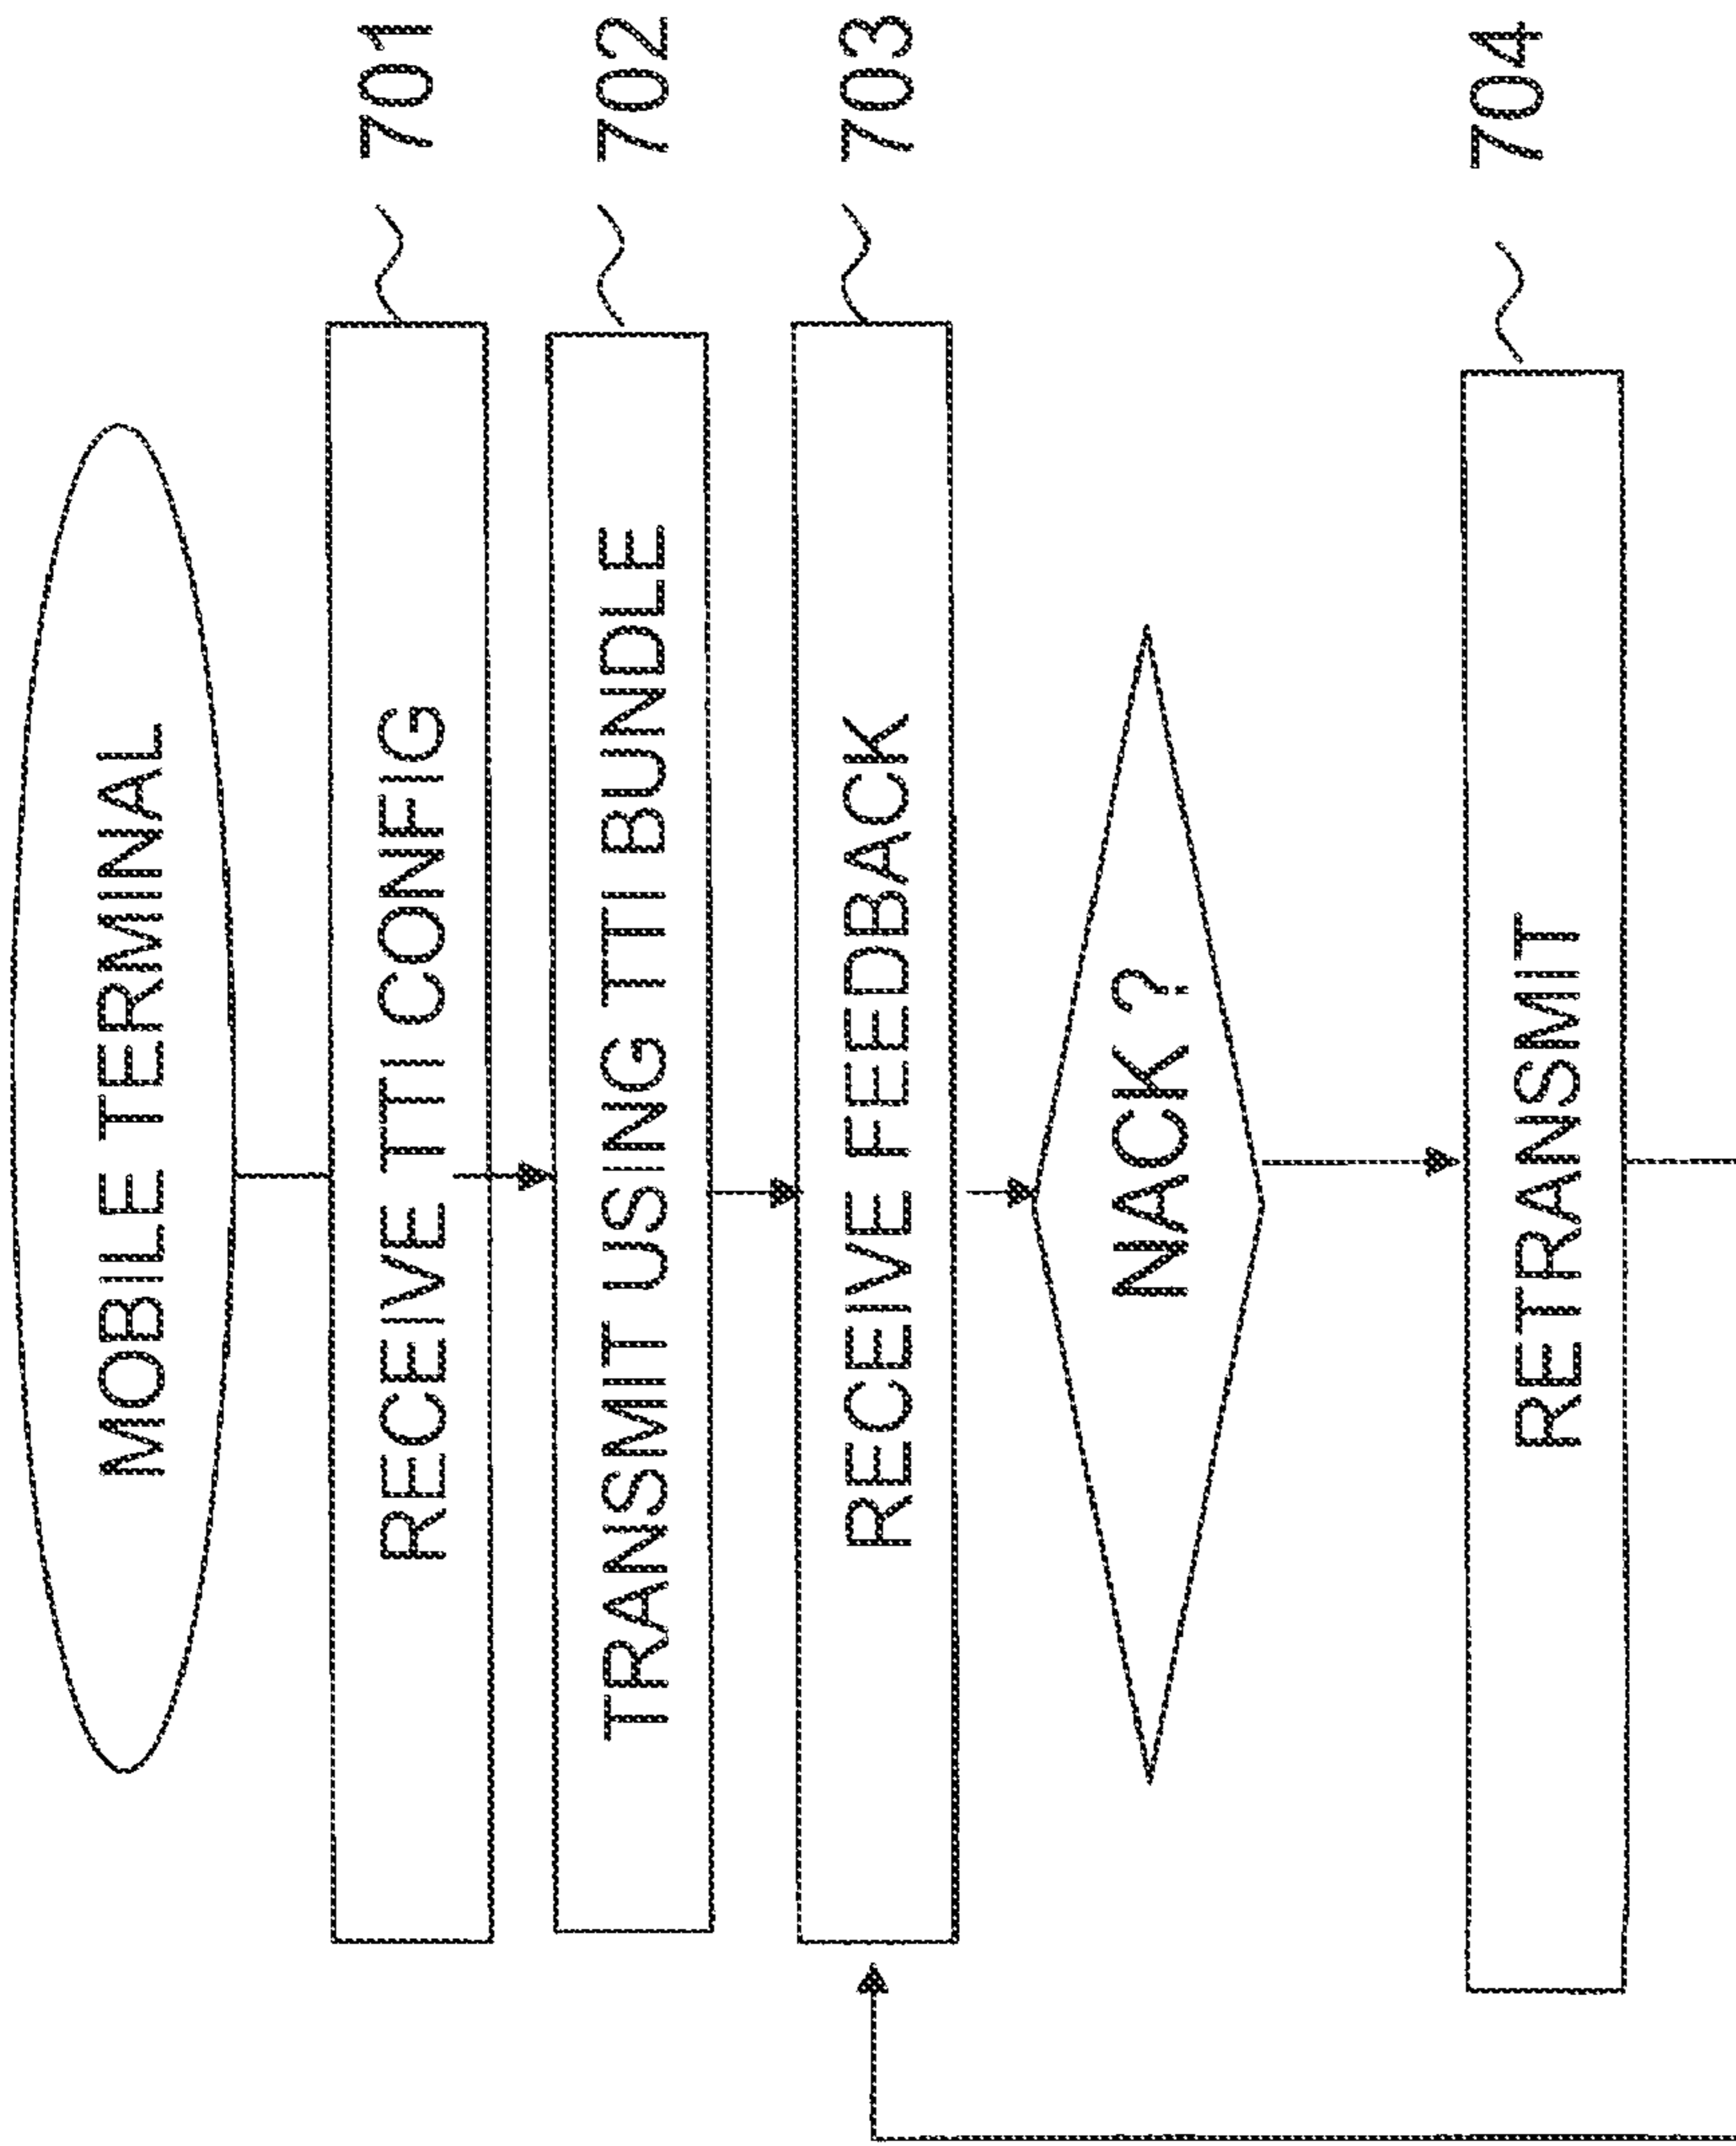 MOBILE TERMINAL
RECEIVE TTI CONFIG
701
TRANSMIT USING TTI BUNDLE
702
RECEIVE FEEDBACK
703
NACK ?
RETRANSMIT
704